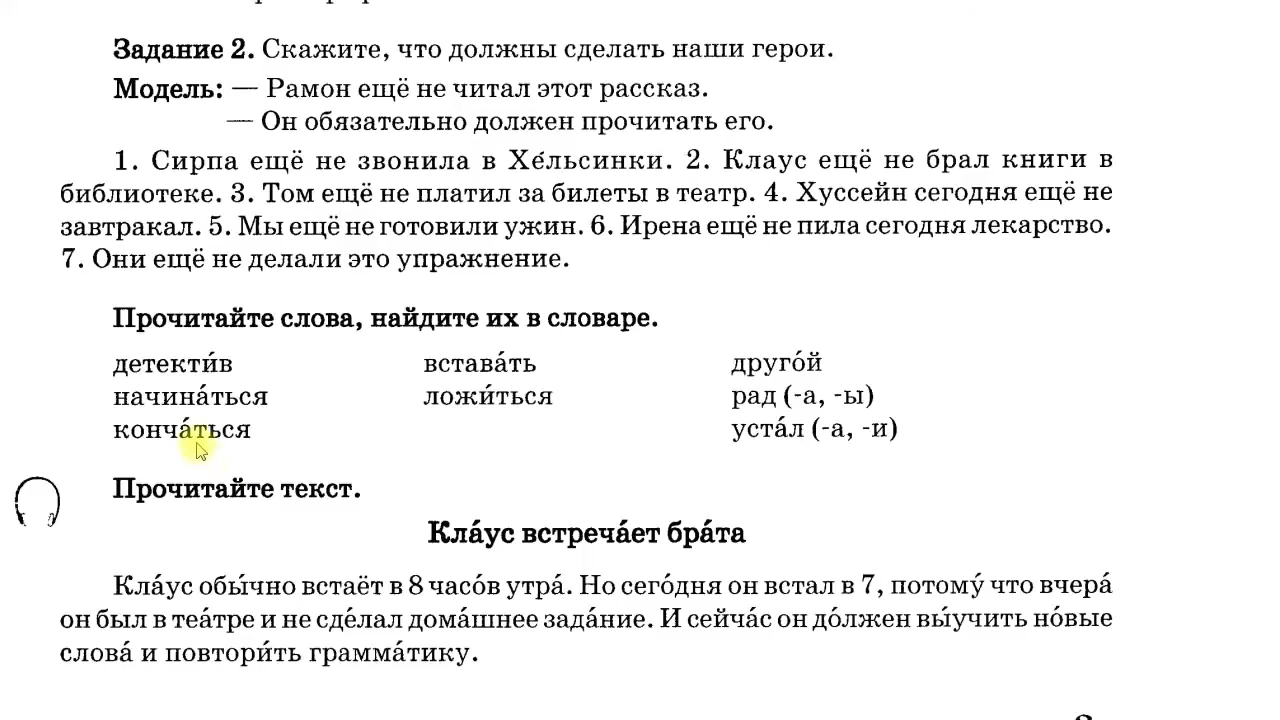 Задание 2. Скажите, что должны сделать наши герои.
Модель: — Рамон ещё не читал этот рассказ.
— Он обязательно должен прочитать его.
1. Сирпа ещё не звонила в Хе́льсинки. 2. Клаус ещё не брал книги в
библиотеке. 3. Том ещё не платил за билеты в театр. 4. Хуссейн сегодня ещё не
завтракал. 5. Мы ещё не готовили ужин. 6. Ирена ещё не пила сегодня лекарство.
7. Они ещё не делали это упражнение.
Прочитайте слова, найдите их в словаре.
детекти́в встава́ть друго́й
начина́ться ложи́ться рад (-а, -ы)
конча́ться уста́л (-а, -и)
Прочитайте текст.
Кла́ус встреча́ет бра́та
Кла́ус обы́чно встаёт в 8 часо́в утра́. Но сего́дня он встал в 7, потому́ что вчера́
он был в теа́тре и не сде́лал дома́шнее зада́ние. И сейча́с он до́лжен вы́учить но́вые
слова́ и повтори́ть грамма́тику.